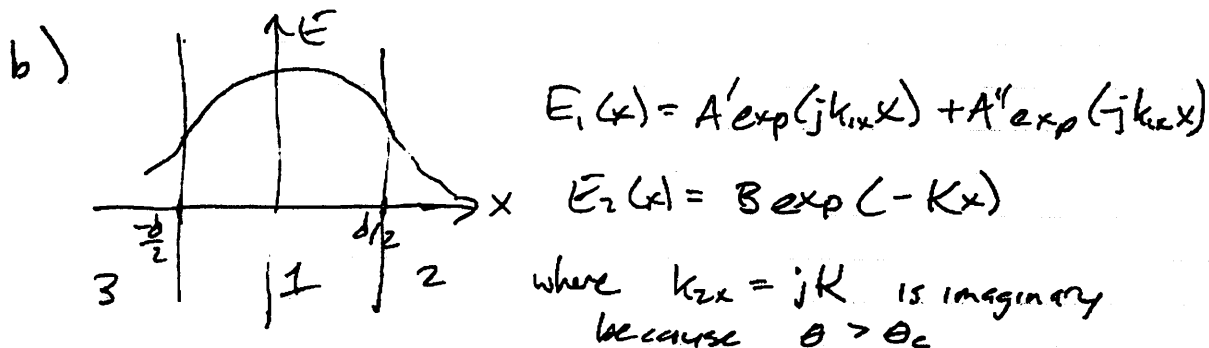 b)
E
E₁(x) = A' exp(jk₁ₓx) + A'' exp(-jk₁ₓx)
x
E₂(x) = B exp(-Kx)
-d/2
d/2
3
1
2
where k₂ₓ = jK is imaginary
because θ > θc